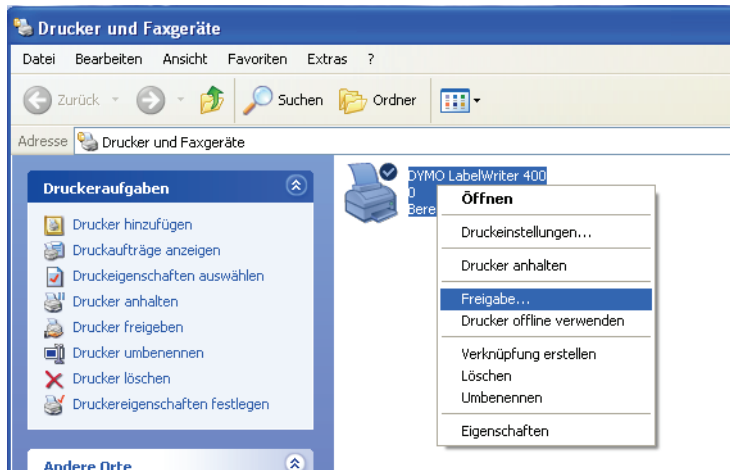 Drucker und Faxgeräte
Datei Bearbeiten Ansicht Favoriten Extras ?
Zurück Suchen Ordner
Adresse Drucker und Faxgeräte
Druckeraufgaben
Drucker hinzufügen
Druckaufträge anzeigen
Druckeigenschaften auswählen
Drucker anhalten
Drucker freigeben
Drucker umbenennen
Drucker löschen
Druckereigenschaften festlegen
Andere Orte
DYMO LabelWriter 400
0
Bere
Öffnen
Druckeinstellungen...
Drucker anhalten
Freigabe...
Drucker offline verwenden
Verknüpfung erstellen
Löschen
Umbenennen
Eigenschaften